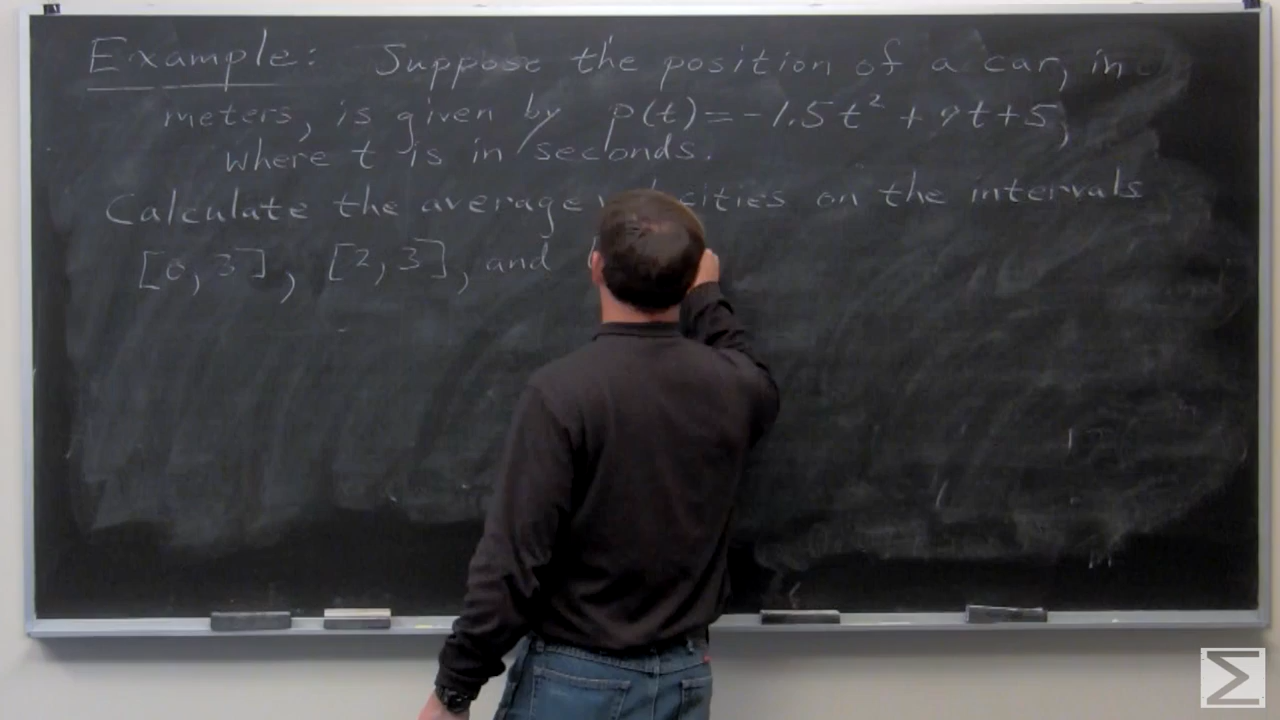 Example: Suppose the position of a car, in
meters, is given by p(t)=-1.5t² + 9t+5,
where t is in seconds.
Calculate the average on the intervals
[0,3], [2,3], and
Σ